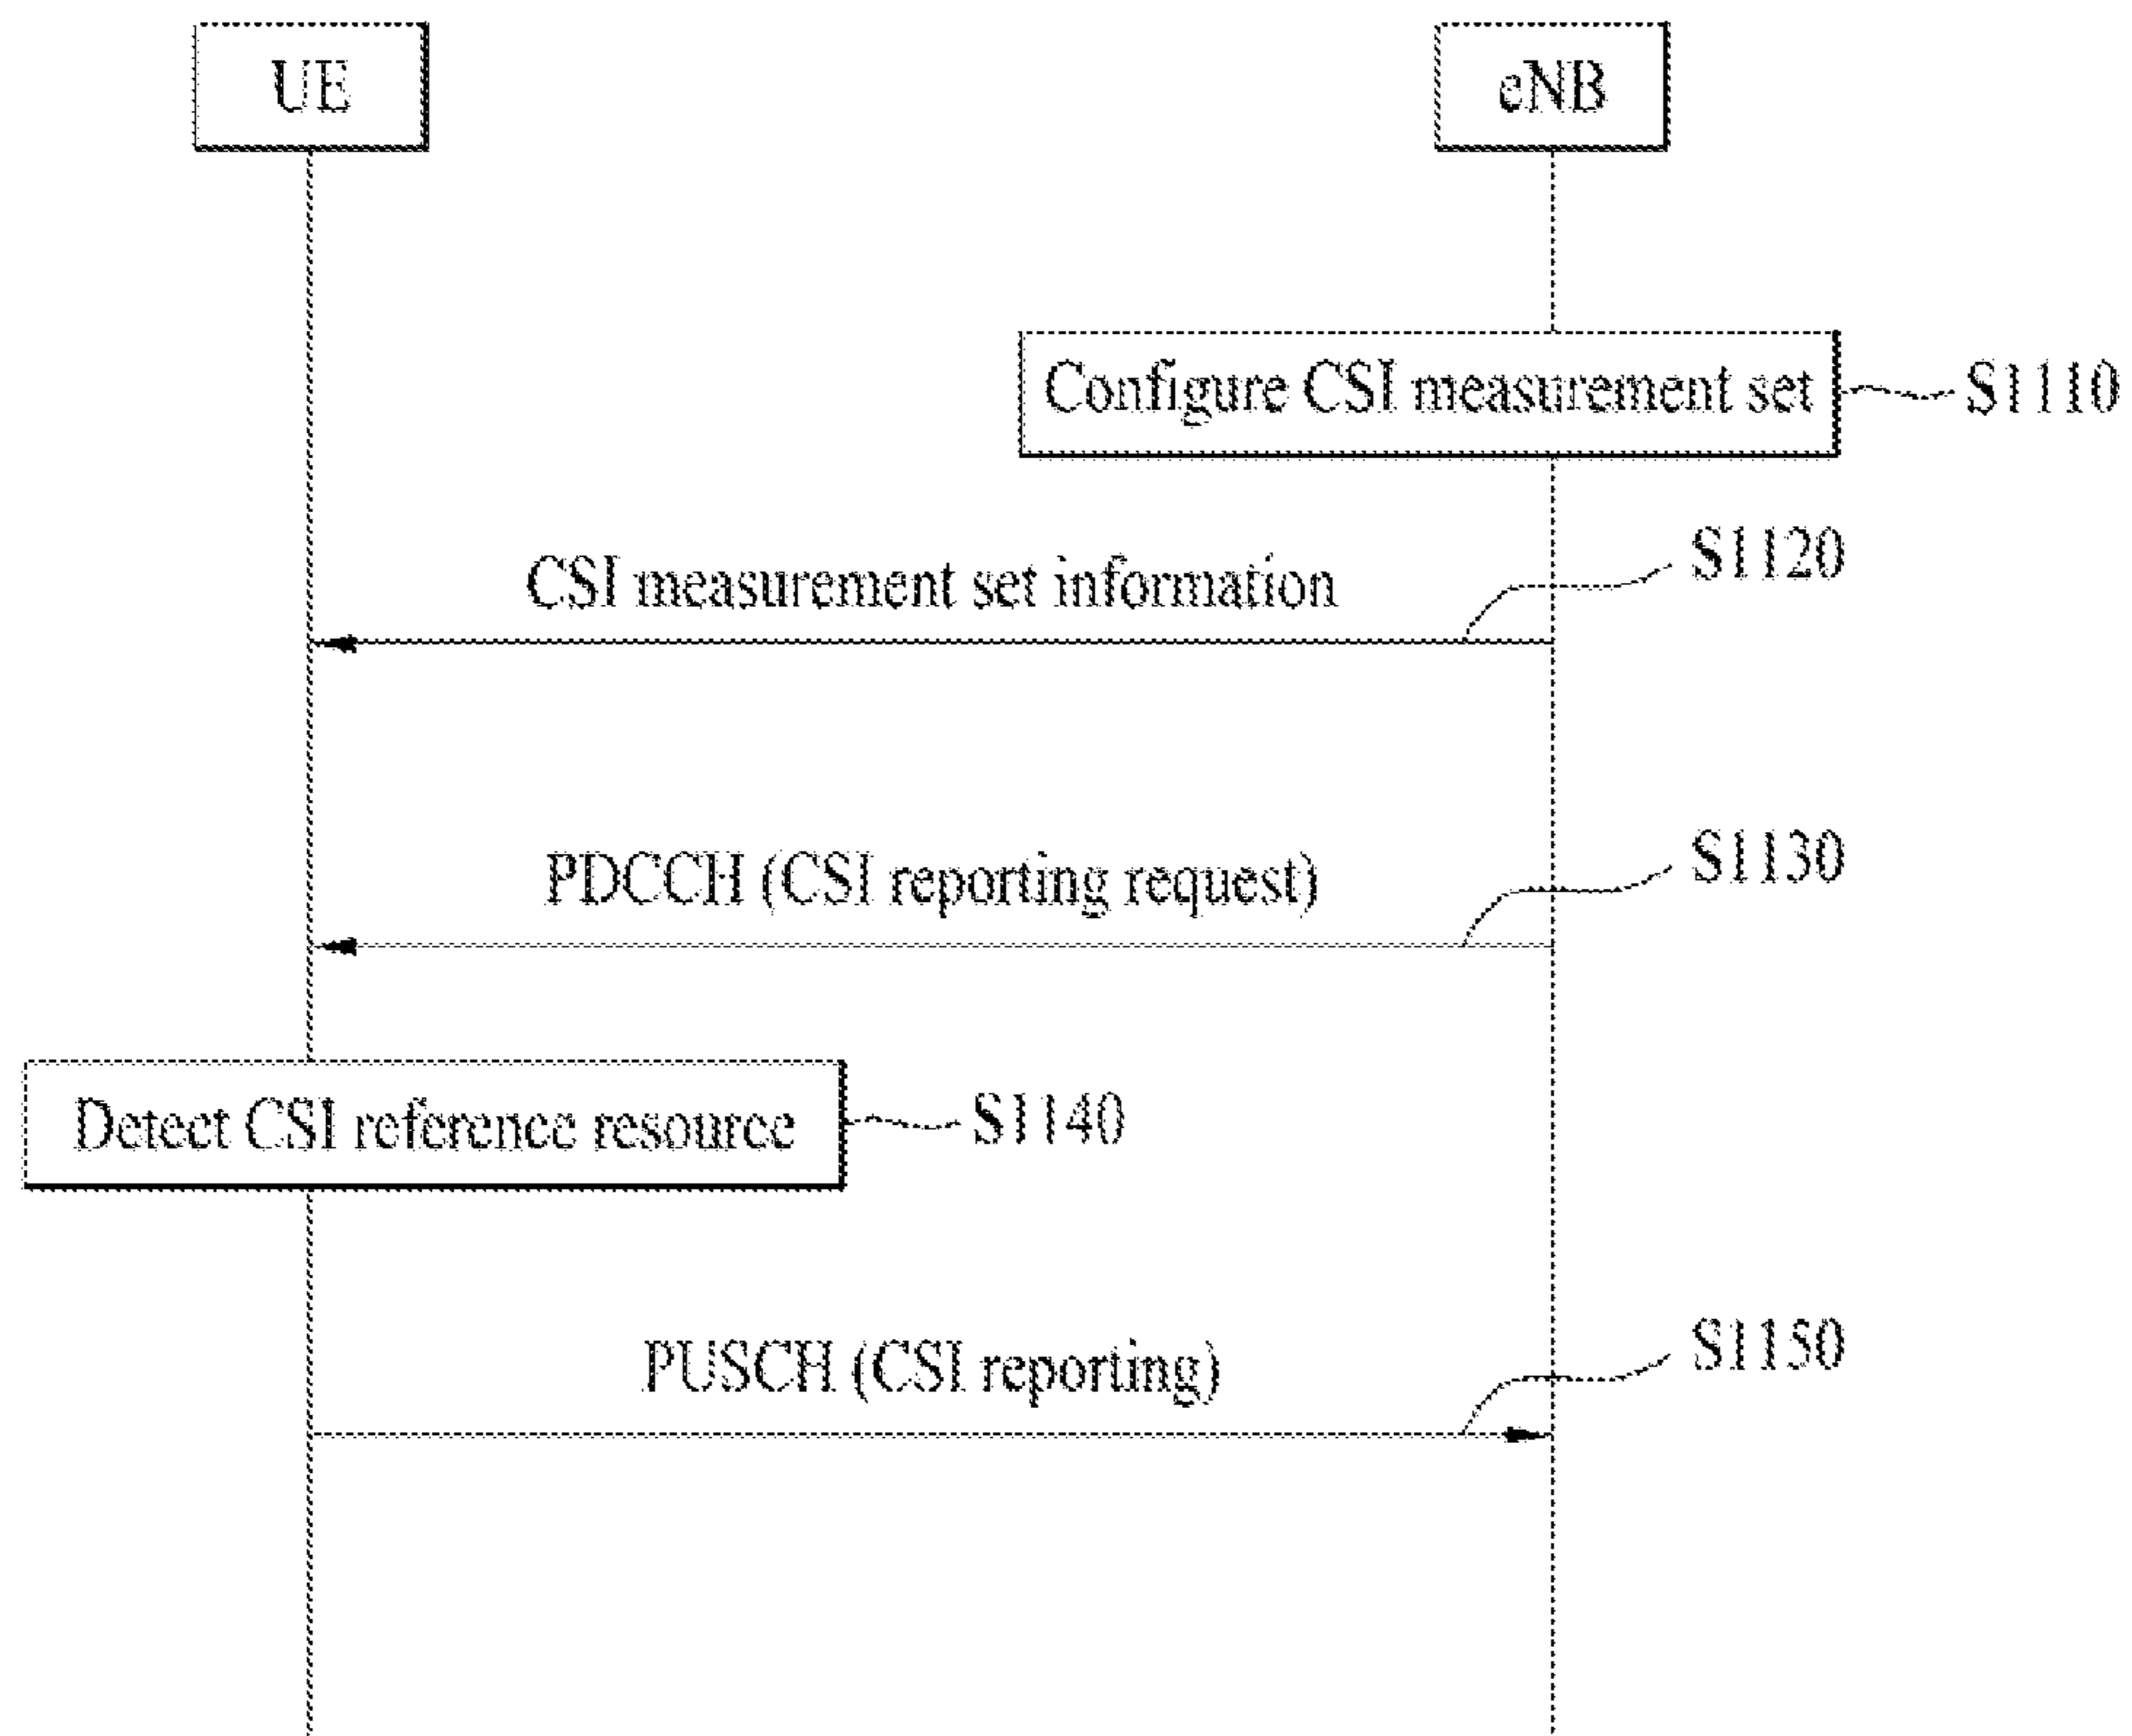 UE
eNB
Configure CSI measurement set
S1110
S1120
CSI measurement set information
S1130
PDCCH (CSI reporting request)
Detect CSI reference resource
S1140
S1150
PUSCH (CSI reporting)